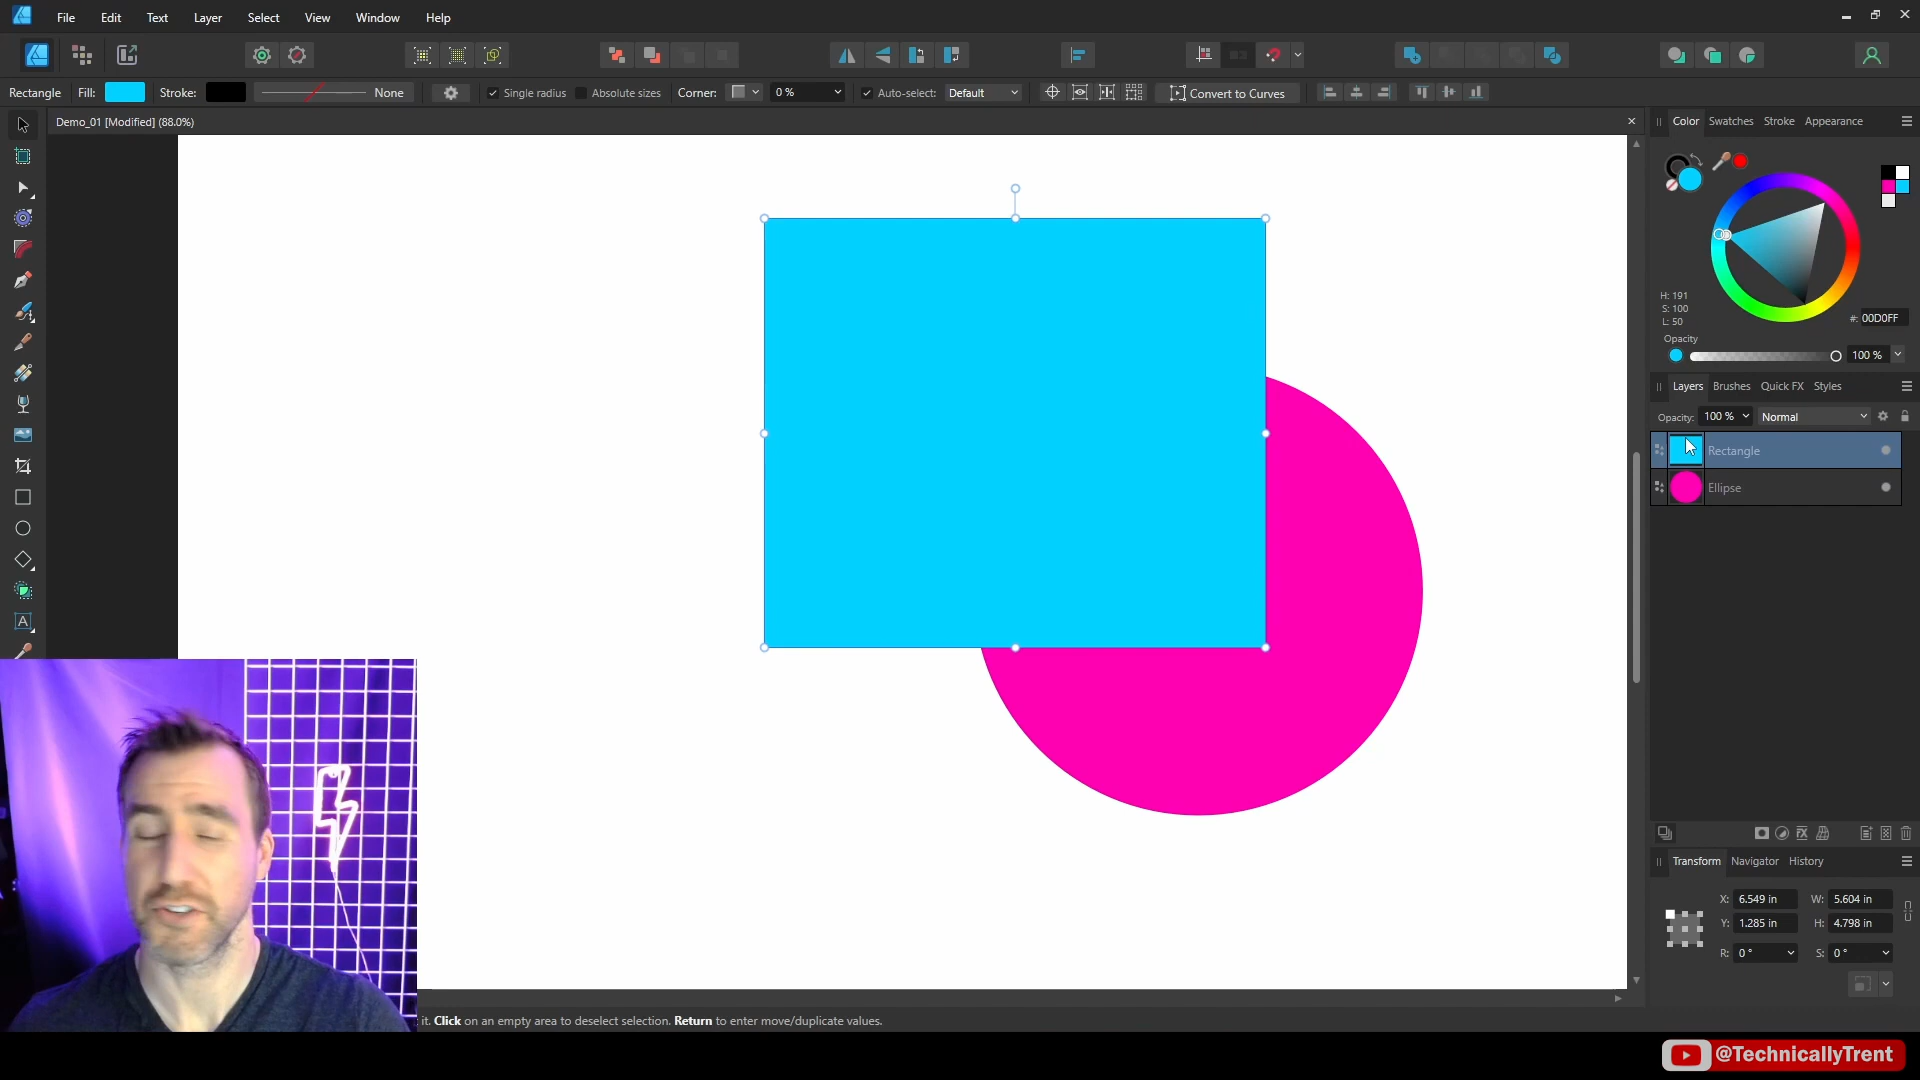 File Edit Text Layer Select View Window Help
Rectangle Fill: Stroke: None Single radius Absolute sizes Corner: 0 % Auto-select: Default Convert to Curves
Demo_01 [Modified] (88.0%)
Color Swatches Stroke Appearance
H: 191
S: 100
L: 50
#: 00D0FF
Opacity
100 %
Layers Brushes Quick FX Styles
Opacity: 100 % Normal
Rectangle
Ellipse
Transform Navigator History
X: 6.549 in W: 5.604 in
Y: 1.285 in H: 4.798 in
R: 0 ° S: 0 °
it. Click on an empty area to deselect selection. Return to enter move/duplicate values.
@TechnicallyTrent